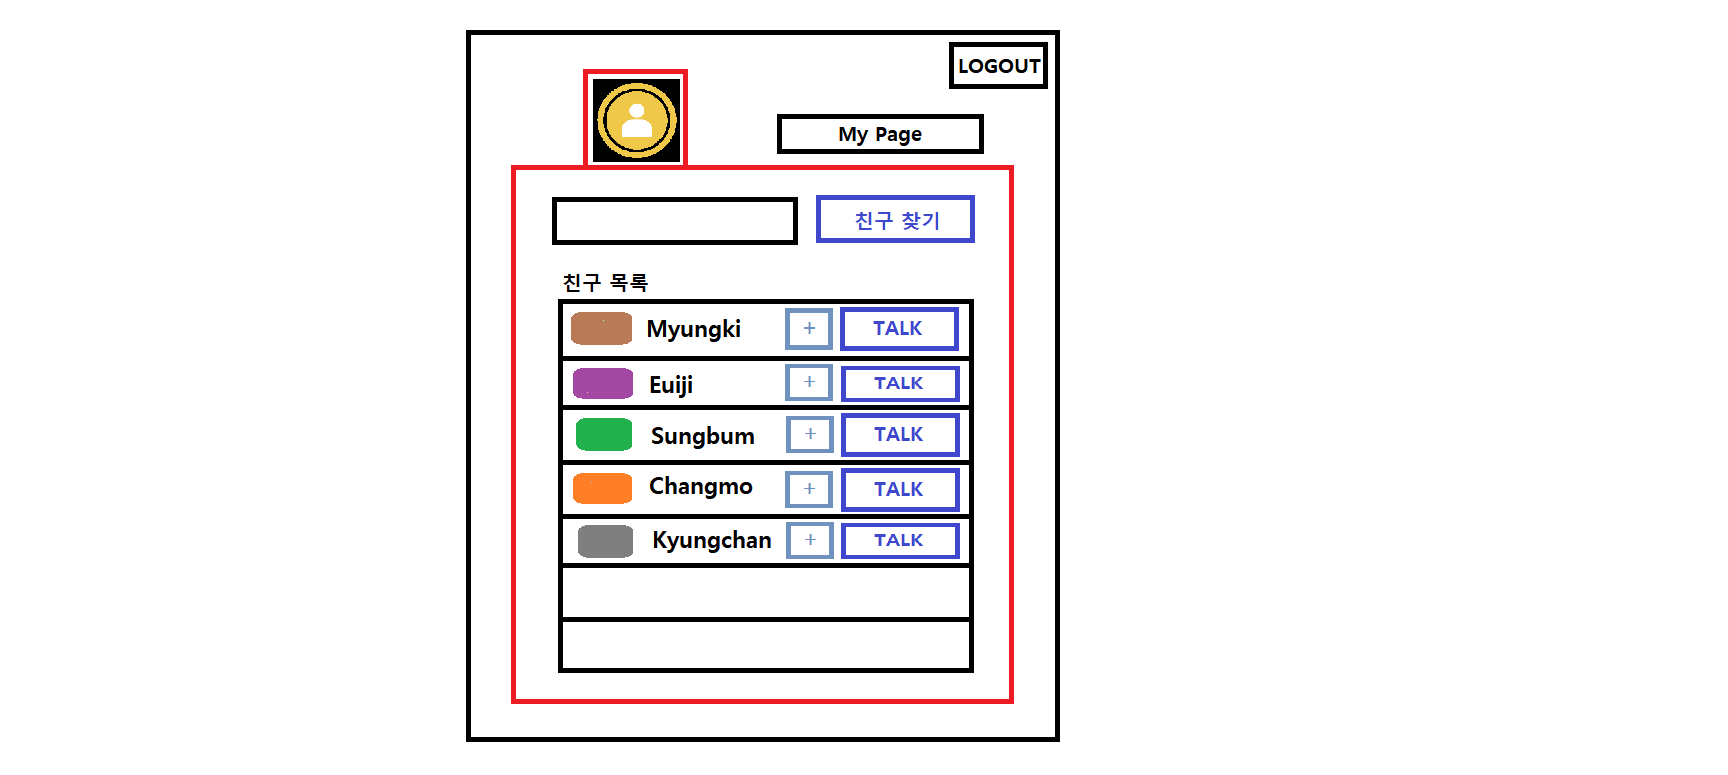 LOGOUT
My Page
친구 찾기
친구 목록
Myungki + TALK
Euiji + TALK
Sungbum + TALK
Changmo + TALK
Kyungchan + TALK